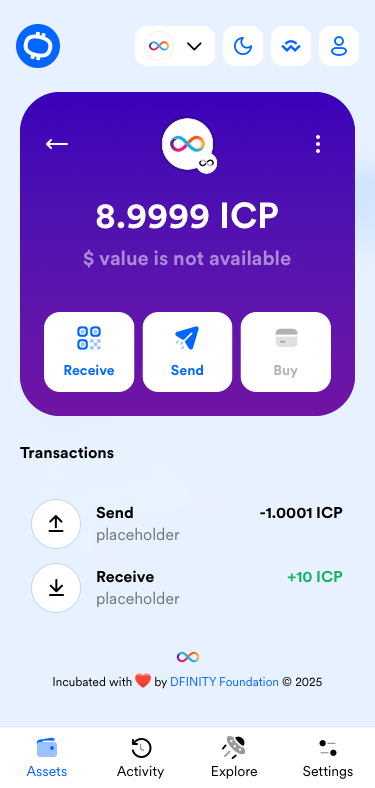 8.9999 ICP
$ value is not available
Receive
Send
Buy
Transactions
Send
-1.0001 ICP
placeholder
Receive
+10 ICP
placeholder
Incubated with ❤️ by DFINITY Foundation © 2025
Assets
Activity
Explore
Settings